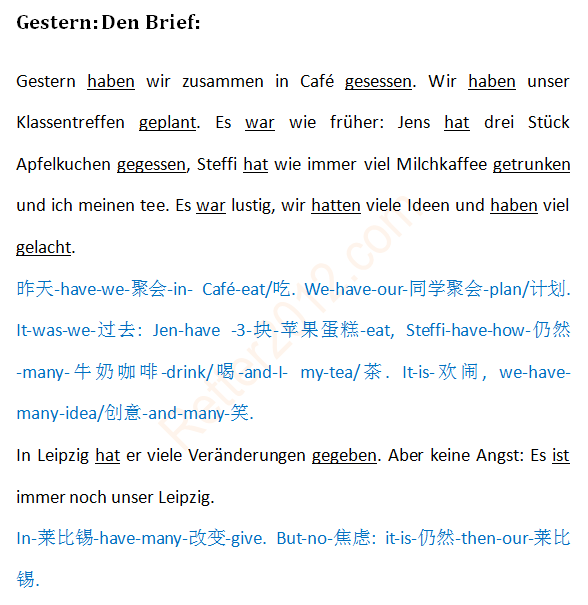 Gestern: Den Brief:
Gestern haben wir zusammen in Café gesessen. Wir haben unser
Klassentreffen geplant. Es war wie früher: Jens hat drei Stück
Apfelkuchen gegessen, Steffi hat wie immer viel Milchkaffee getrunken
und ich meinen tee. Es war lustig, wir hatten viele Ideen und haben viel
gelacht.
昨天-have-we-聚会-in- Café-eat/吃. We-have-our-同学聚会-plan/计划.
It-was-we-过去: Jen-have -3-块-苹果蛋糕-eat, Steffi-have-how-仍然
-many-牛奶咖啡-drink/喝-and-I- my-tea/茶. It-is-欢闹, we-have-
many-idea/创意-and-many-笑.
In Leipzig hat er viele Veränderungen gegeben. Aber keine Angst: Es ist
immer noch unser Leipzig.
In-莱比锡-have-many-改变-give. But-no-焦虑: it-is-仍然-then-our-莱比
锡.